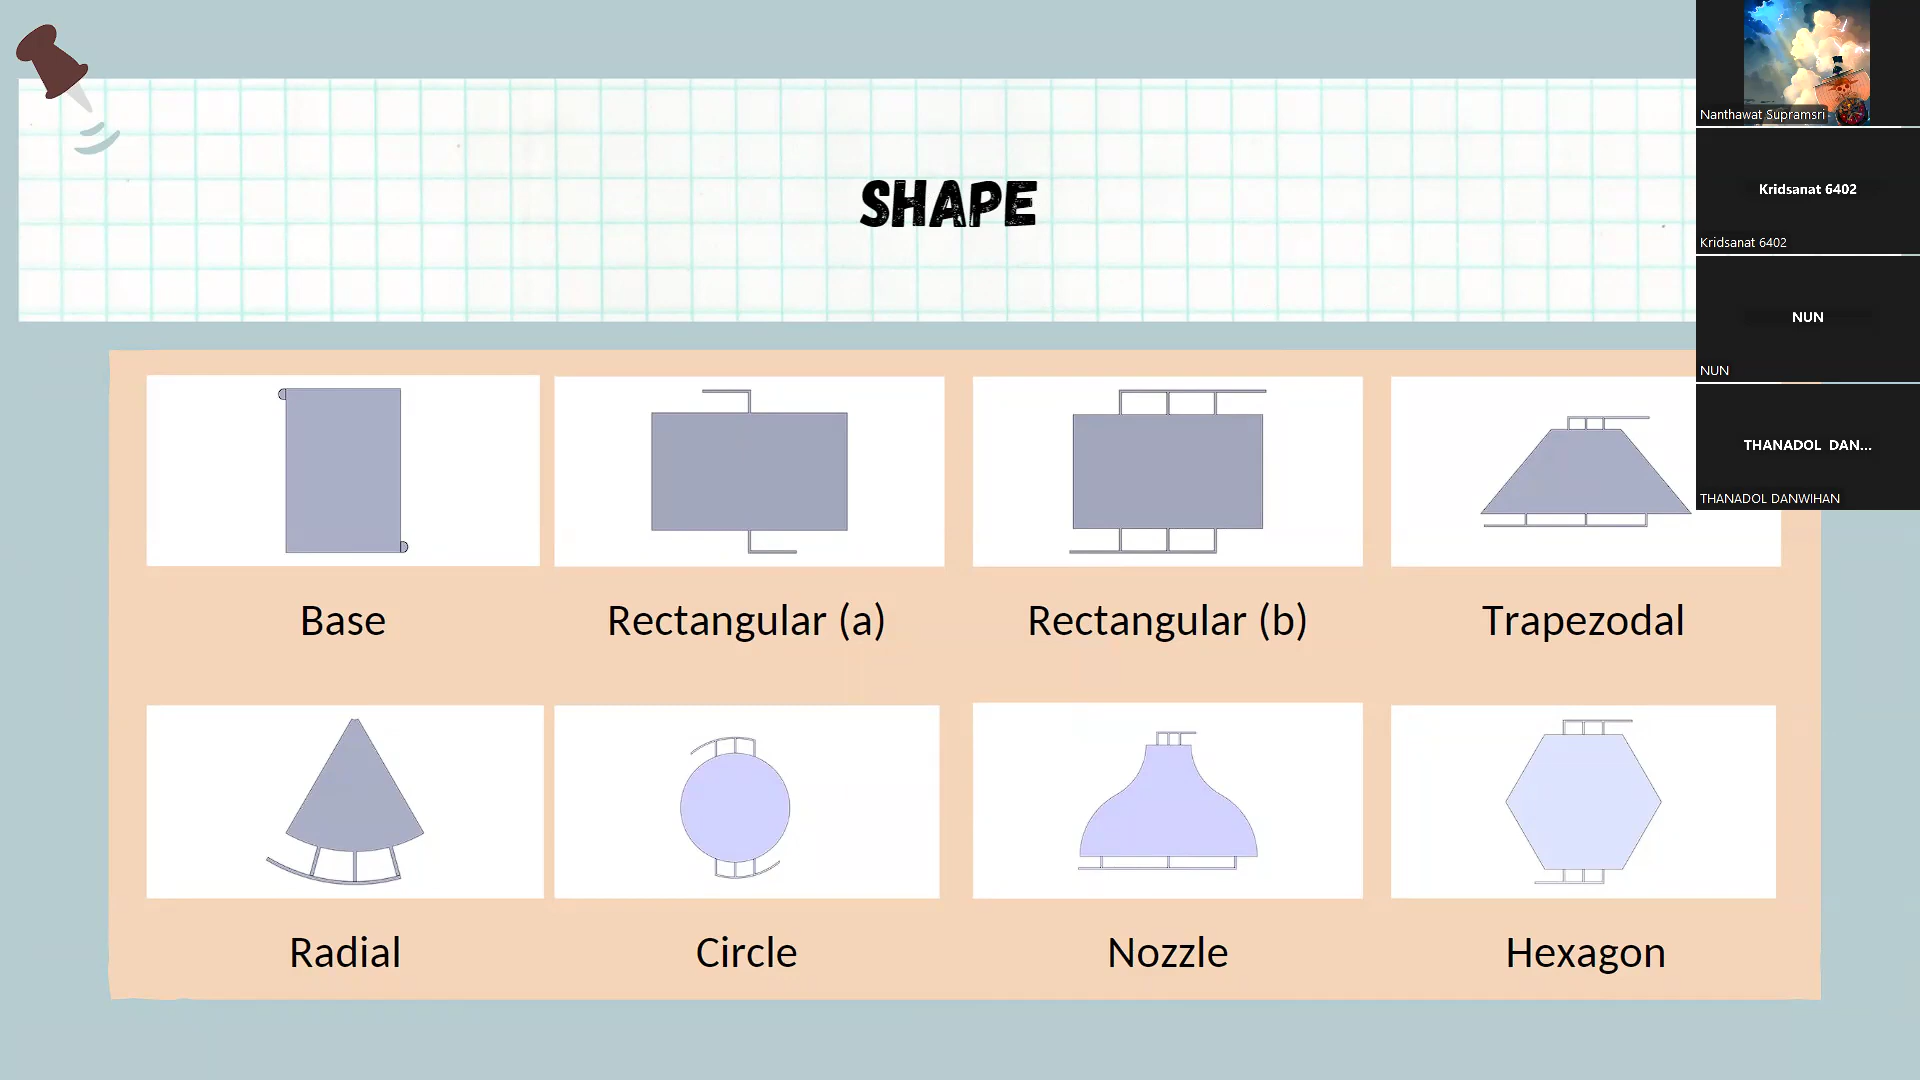 SHAPE
Base
Rectangular (a)
Rectangular (b)
Trapezodal
Radial
Circle
Nozzle
Hexagon
Nanthawat Supramsri
Kridsanat 6402
Kridsanat 6402
NUN
NUN
THANADOL DAN...
THANADOL DANWIHAN